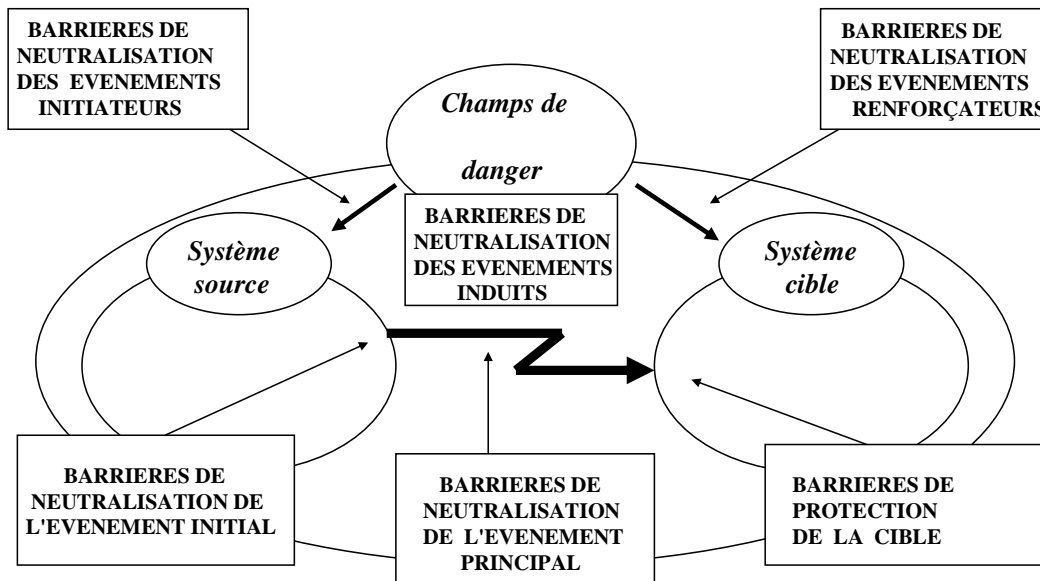 BARRIERES DE
NEUTRALISATION
DES EVENEMENTS
INITIATEURS
Champs de
danger
BARRIERES DE
NEUTRALISATION
DES EVENEMENTS
RENFORÇATEURS
BARRIERES DE
NEUTRALISATION
DES EVENEMENTS
INDUITS
Système
source
Système
cible
BARRIERES DE
NEUTRALISATION DE
L'EVENEMENT INITIAL
BARRIERES DE
NEUTRALISATION
DE L'EVENEMENT
PRINCIPAL
BARRIERES DE
PROTECTION
DE LA CIBLE